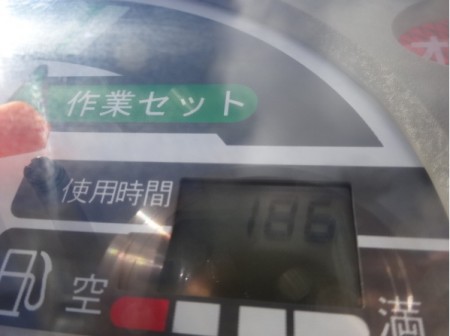 作業セット
使用時間
186
空
満